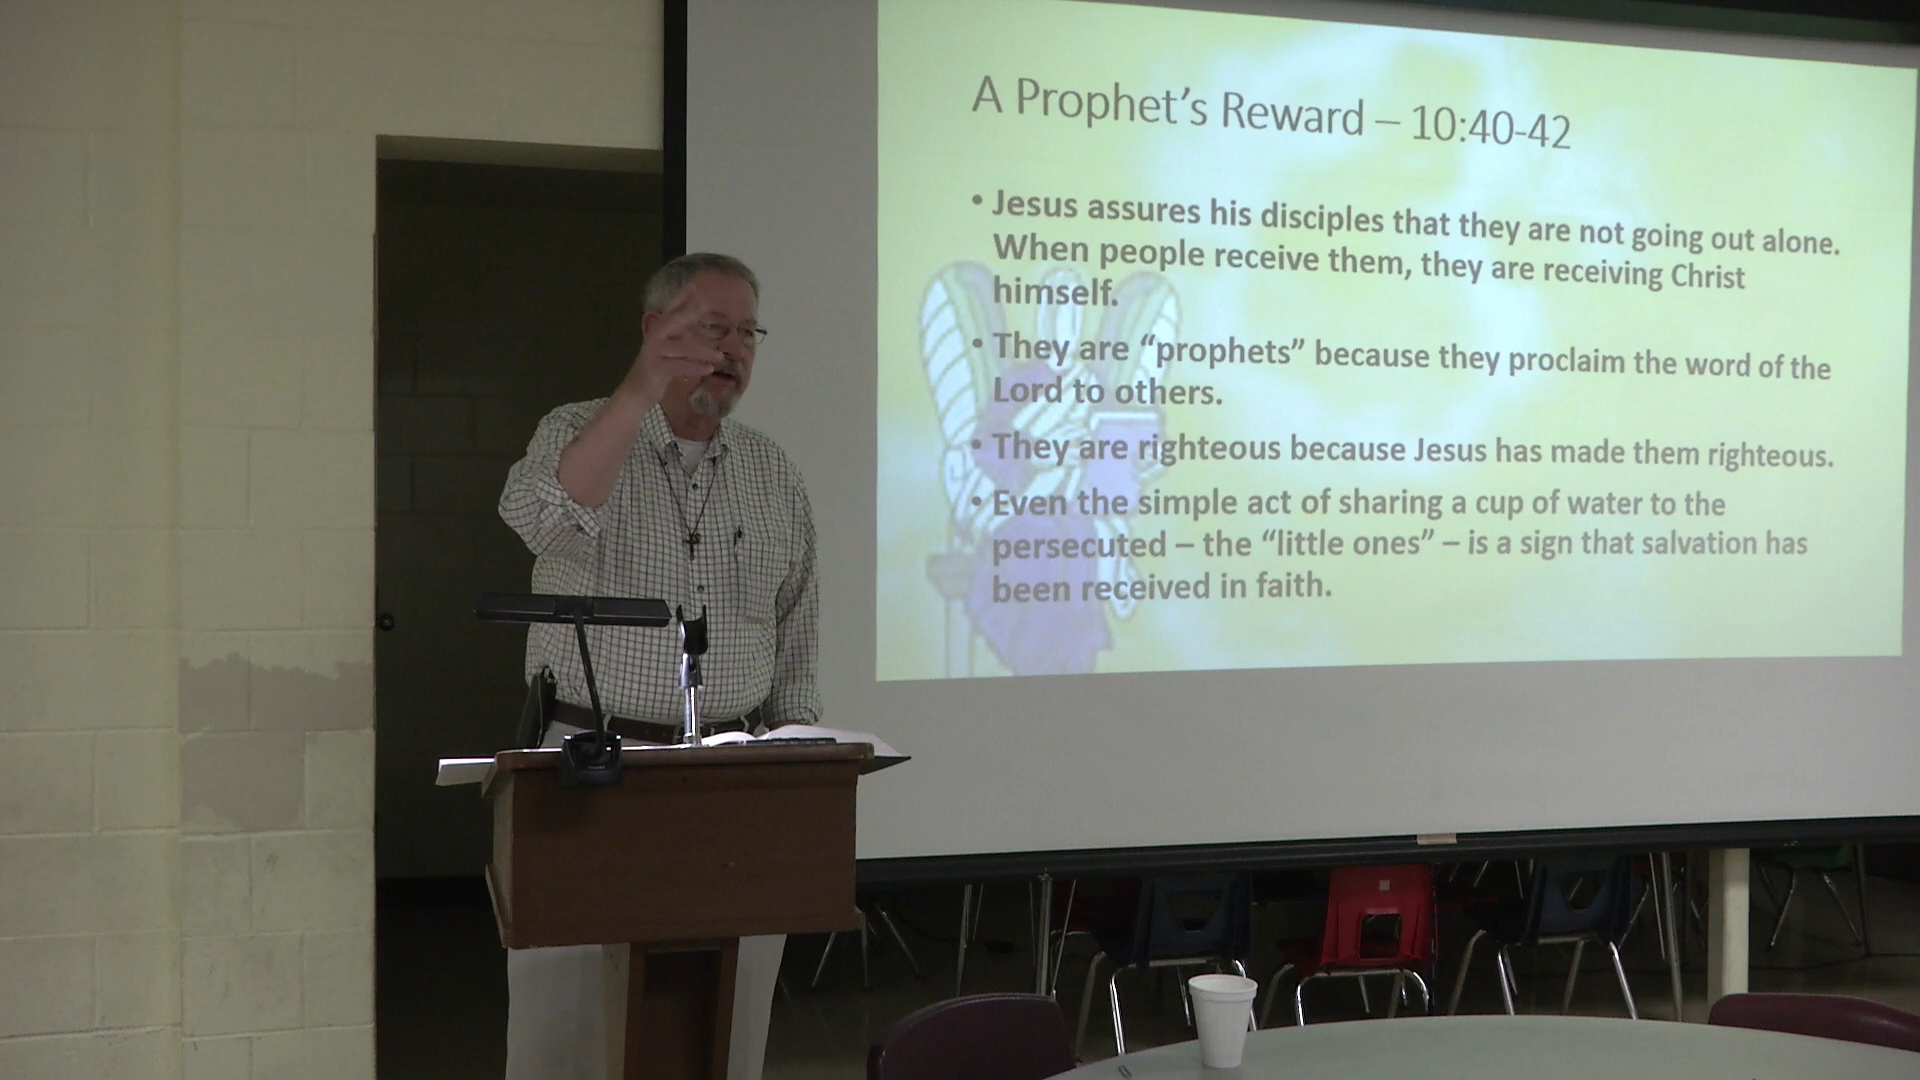 A Prophet's Reward – 10:40-42
• Jesus assures his disciples that they are not going out alone.
When people receive them, they are receiving Christ
himself.
• They are “prophets” because they proclaim the word of the
Lord to others.
• They are righteous because Jesus has made them righteous.
• Even the simple act of sharing a cup of water to the
persecuted – the “little ones” – is a sign that salvation has
been received in faith.